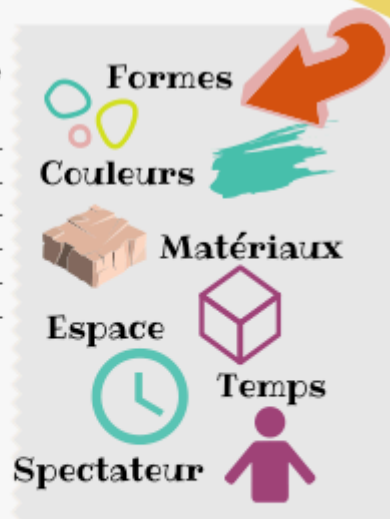 Formes
Couleurs
Matériaux
Espace
Temps
Spectateur